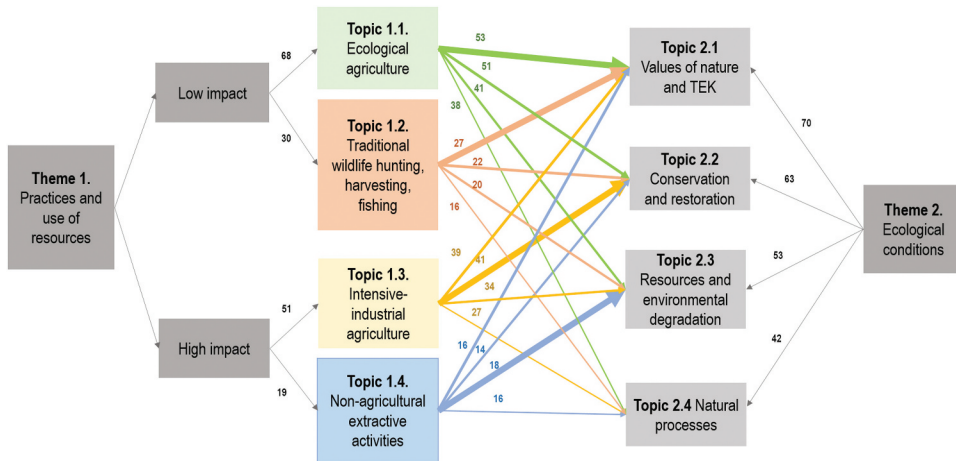 Theme 1.
Practices and
use of
resources
Low impact
High impact
68
30
51
19
Topic 1.1.
Ecological
agriculture
Topic 1.2.
Traditional
wildlife hunting,
harvesting,
fishing
Topic 1.3.
Intensive-
industrial
agriculture
Topic 1.4.
Non-agricultural
extractive
activities
53
51
41
38
27
22
20
16
39
41
34
27
16
14
18
16
Topic 2.1
Values of nature
and TEK
Topic 2.2
Conservation
and restoration
Topic 2.3
Resources and
environmental
degradation
Topic 2.4 Natural
processes
70
63
53
42
Theme 2.
Ecological
conditions